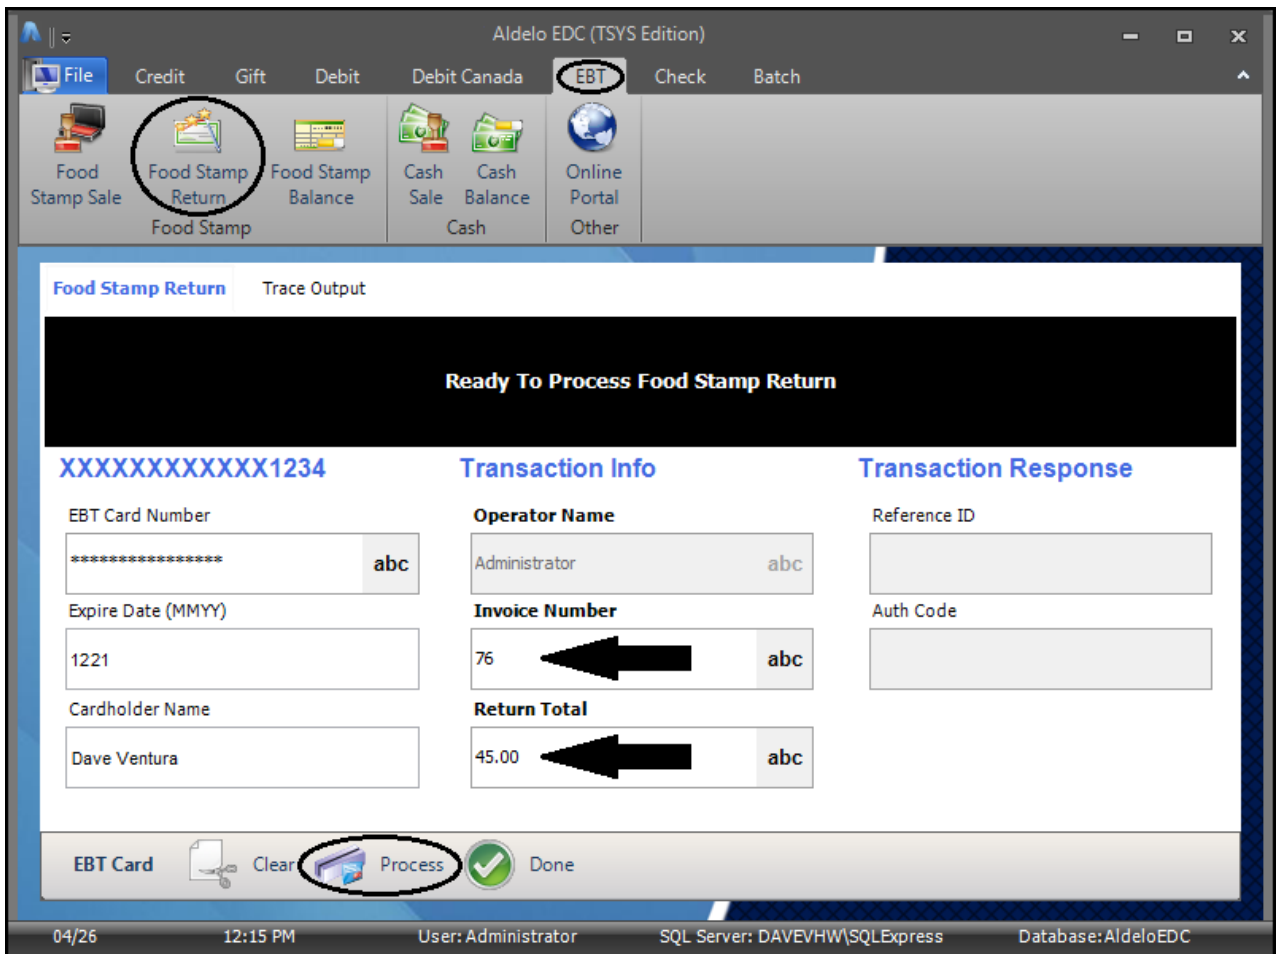 Aldelo EDC (TSYS Edition)
File Credit Gift Debit Debit Canada EBT Check Batch
Food Stamp Sale
Food Stamp Return
Food Stamp Balance
Cash Sale
Cash Balance
Online Portal
Food Stamp Cash Other
Food Stamp Return Trace Output
Ready To Process Food Stamp Return
XXXXXXXXXXXX1234
EBT Card Number
**************** abc
Expire Date (MMYY)
1221
Cardholder Name
Dave Ventura
Transaction Info
Operator Name
Administrator abc
Invoice Number
76 abc
Return Total
45.00 abc
Transaction Response
Reference ID
Auth Code
EBT Card Clear Process Done
04/26 12:15 PM User: Administrator SQL Server: DAVEVHW\SQLExpress Database:AldeloEDC